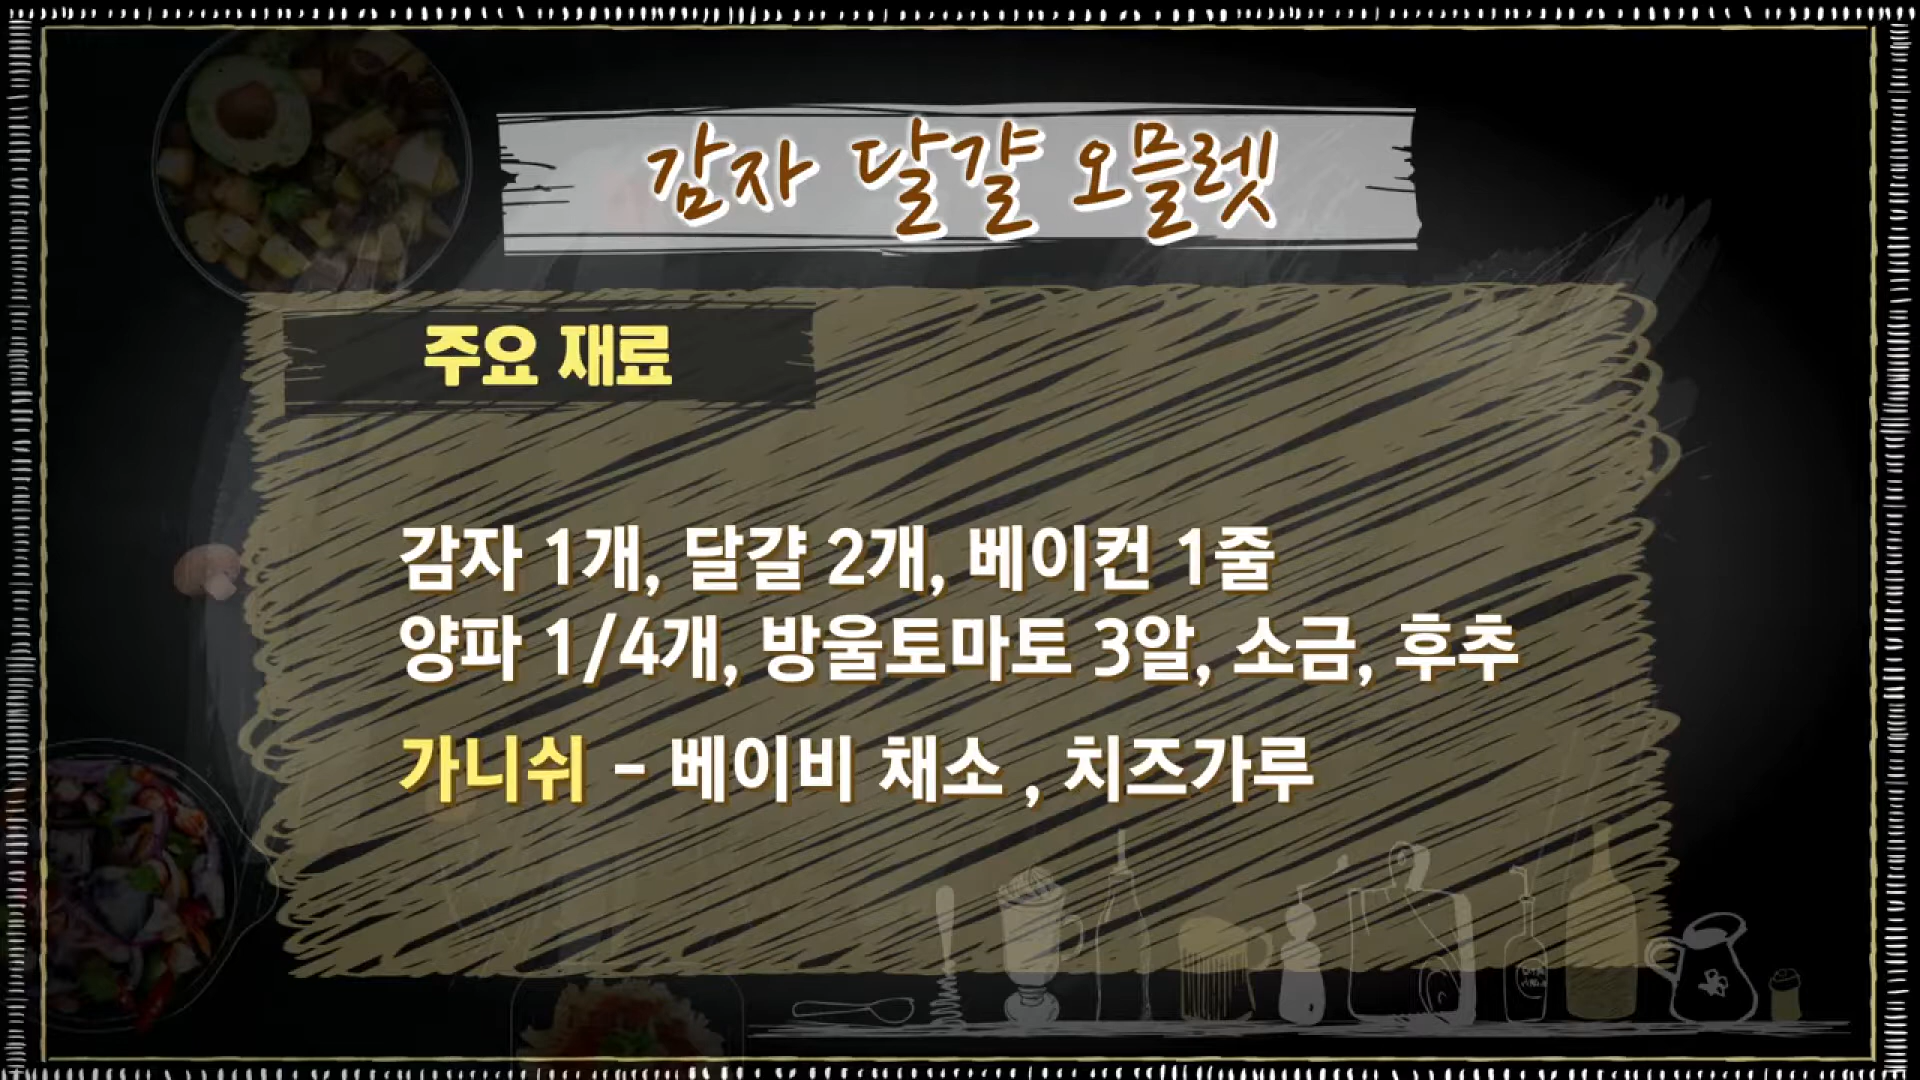 감자 달걀 오믈렛
주요 재료
감자 1개, 달걀 2개, 베이컨 1줄
양파 1/4개, 방울토마토 3알, 소금, 후추
가니쉬 - 베이비 채소 , 치즈가루